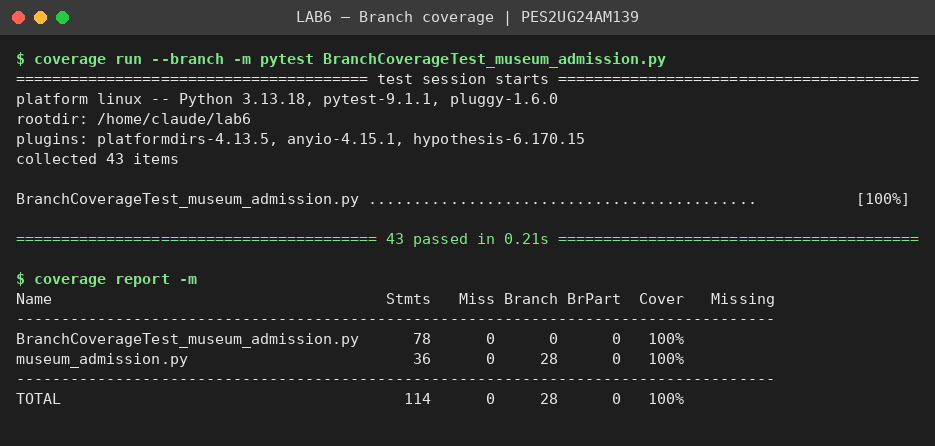 LAB6 — Branch coverage | PES2UG24AM139
$ coverage run --branch -m pytest BranchCoverageTest_museum_admission.py
======================================= test session starts ========================================
platform linux -- Python 3.13.18, pytest-9.1.1, pluggy-1.6.0
rootdir: /home/claude/lab6
plugins: platformdirs-4.13.5, anyio-4.15.1, hypothesis-6.170.15
collected 43 items
BranchCoverageTest_museum_admission.py ........................................... [100%]
======================================== 43 passed in 0.21s ========================================
$ coverage report -m
Name Stmts Miss Branch BrPart Cover Missing
------------------------------------------------------------------------------------
BranchCoverageTest_museum_admission.py 78 0 0 0 100%
museum_admission.py 36 0 28 0 100%
------------------------------------------------------------------------------------
TOTAL 114 0 28 0 100%